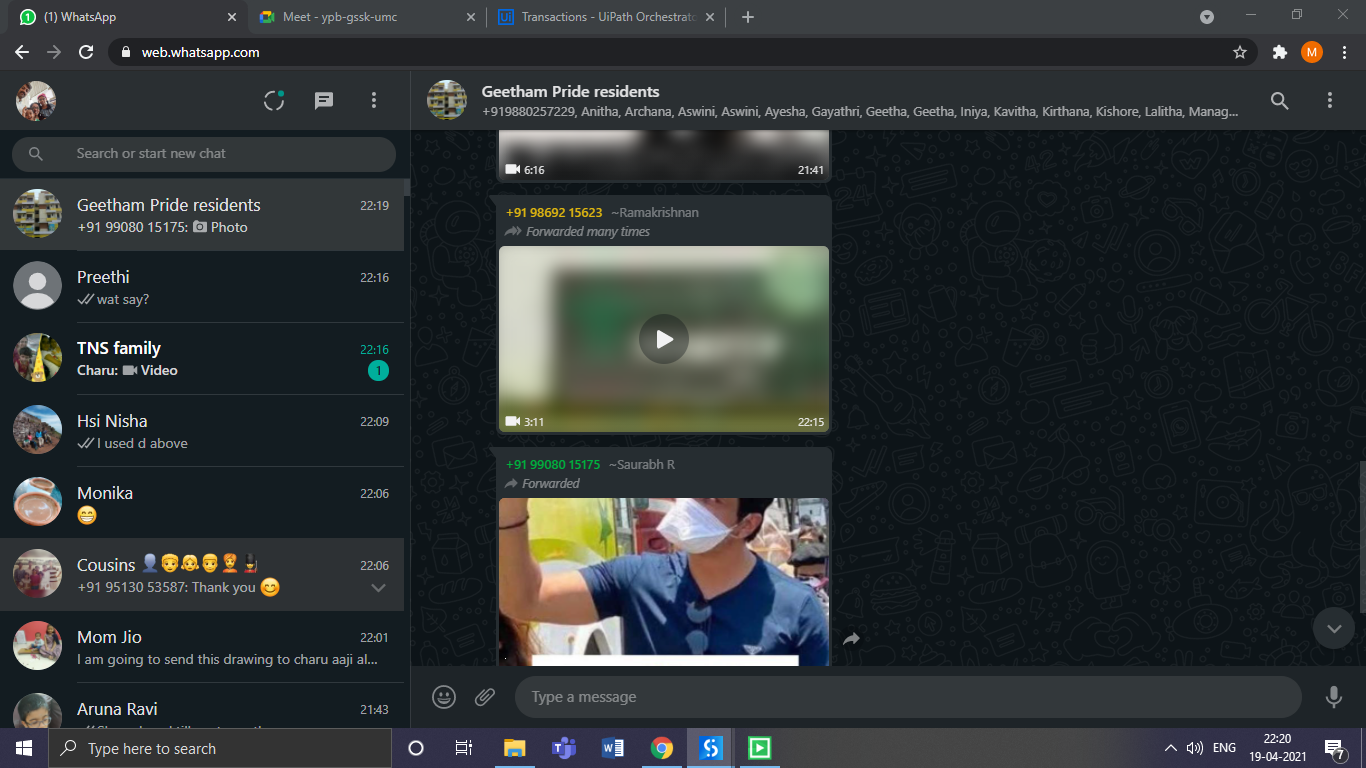 (1) WhatsApp
Meet - ypb-gssk-umc
Transactions - UiPath Orchestrato
web.whatsapp.com
M
Geetham Pride residents
+919880257229, Anitha, Archana, Aswini, Aswini, Ayesha, Gayathri, Geetha, Geetha, Iniya, Kavitha, Kirthana, Kishore, Lalitha, Manag...
Search or start new chat
Geetham Pride residents 22:19
+91 99080 15175: Photo
Preethi 22:16
wat say?
TNS family 22:16
Charu: Video 1
Hsi Nisha 22:09
I used d above
Monika 22:06
😁
Cousins 22:06
+91 95130 53587: Thank you 😊
Mom Jio 22:01
I am going to send this drawing to charu aaji al...
Aruna Ravi 21:43
6:16 21:41
+91 98692 15623 ~Ramakrishnan
Forwarded many times
3:11 22:15
+91 99080 15175 ~Saurabh R
Forwarded
Type a message
Type here to search
ENG
22:20
19-04-2021
7